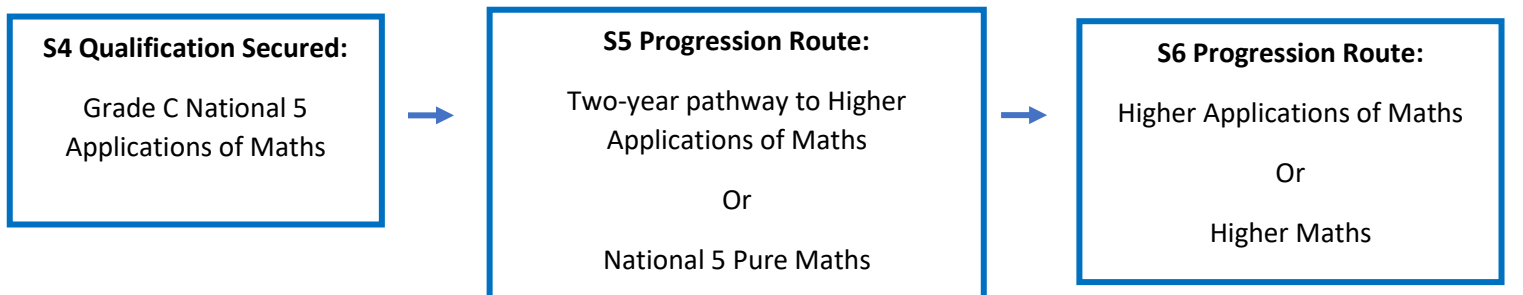 S4 Qualification Secured:
Grade C National 5
Applications of Maths
S5 Progression Route:
Two-year pathway to Higher
Applications of Maths
Or
National 5 Pure Maths
S6 Progression Route:
Higher Applications of Maths
Or
Higher Maths